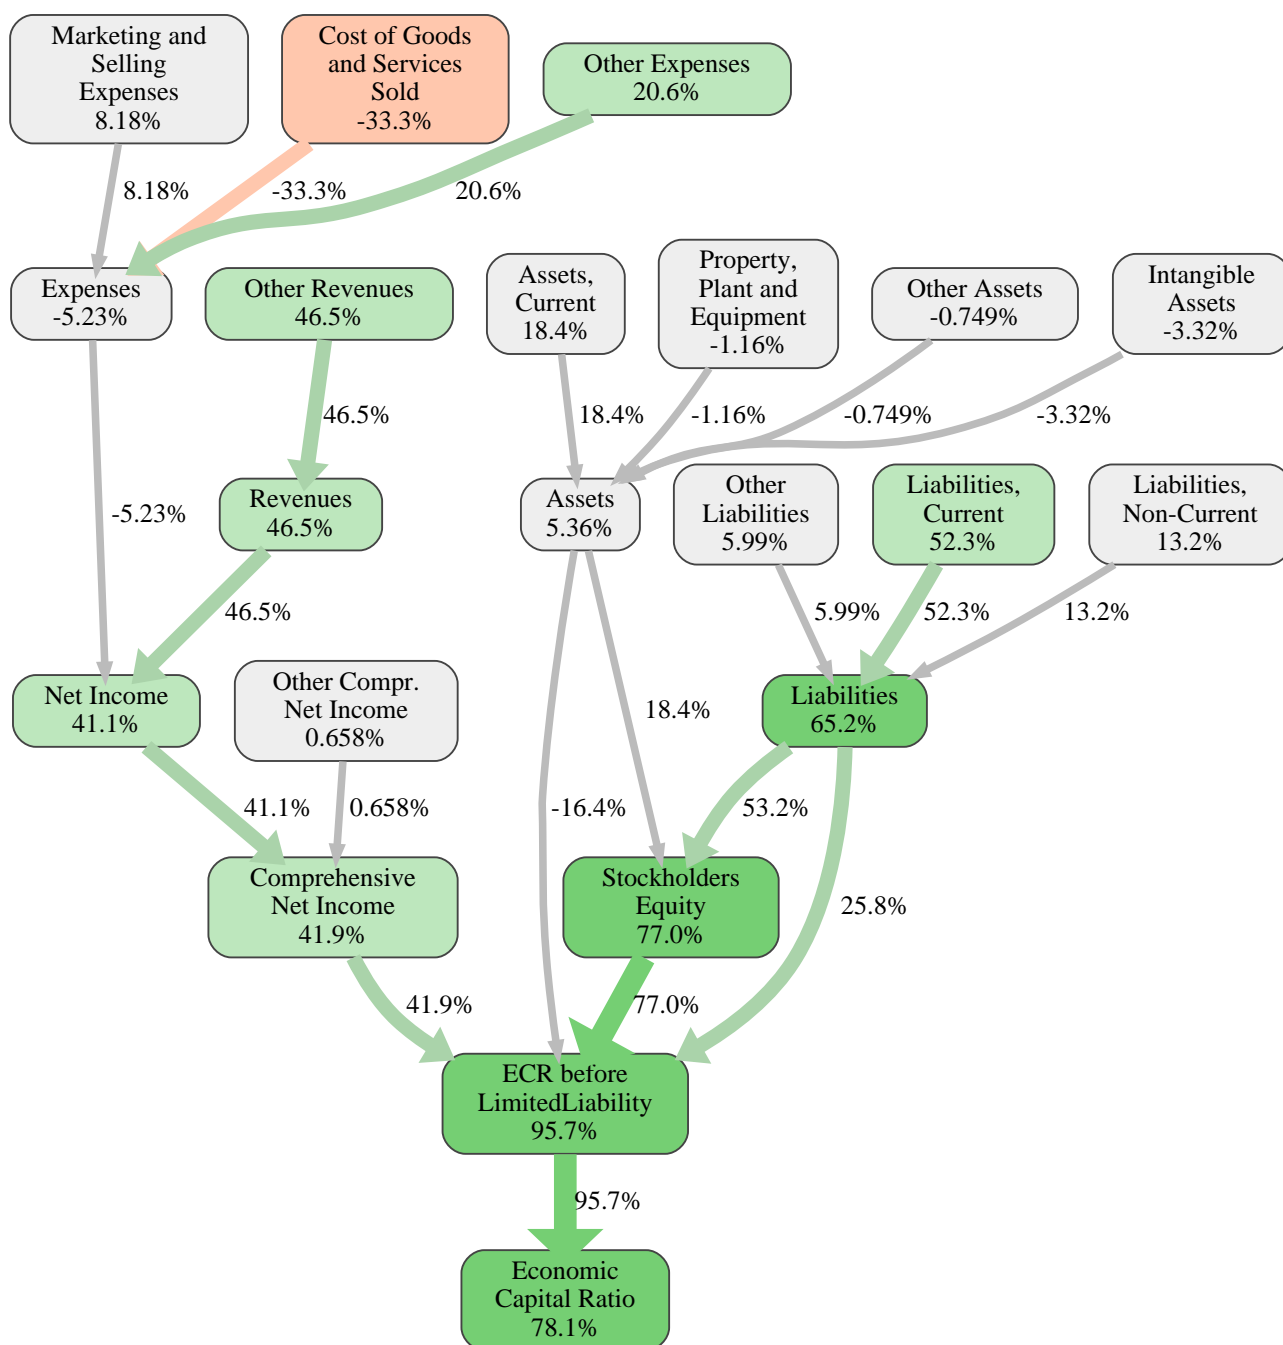 Marketing and
Selling
Expenses
8.18%
Cost of Goods
and Services
Sold
-33.3%
Other Expenses
20.6%
8.18%
-33.3%
20.6%
Expenses
-5.23%
Other Revenues
46.5%
Assets,
Current
18.4%
Property,
Plant and
Equipment
-1.16%
Other Assets
-0.749%
Intangible
Assets
-3.32%
46.5%
18.4%
-1.16%
-0.749%
-3.32%
-5.23%
Revenues
46.5%
Assets
5.36%
Other
Liabilities
5.99%
Liabilities,
Current
52.3%
Liabilities,
Non-Current
13.2%
46.5%
5.99%
52.3%
13.2%
Net Income
41.1%
Other Compr.
Net Income
0.658%
18.4%
Liabilities
65.2%
41.1%
0.658%
-16.4%
53.2%
Comprehensive
Net Income
41.9%
Stockholders
Equity
77.0%
25.8%
41.9%
77.0%
ECR before
LimitedLiability
95.7%
95.7%
Economic
Capital Ratio
78.1%